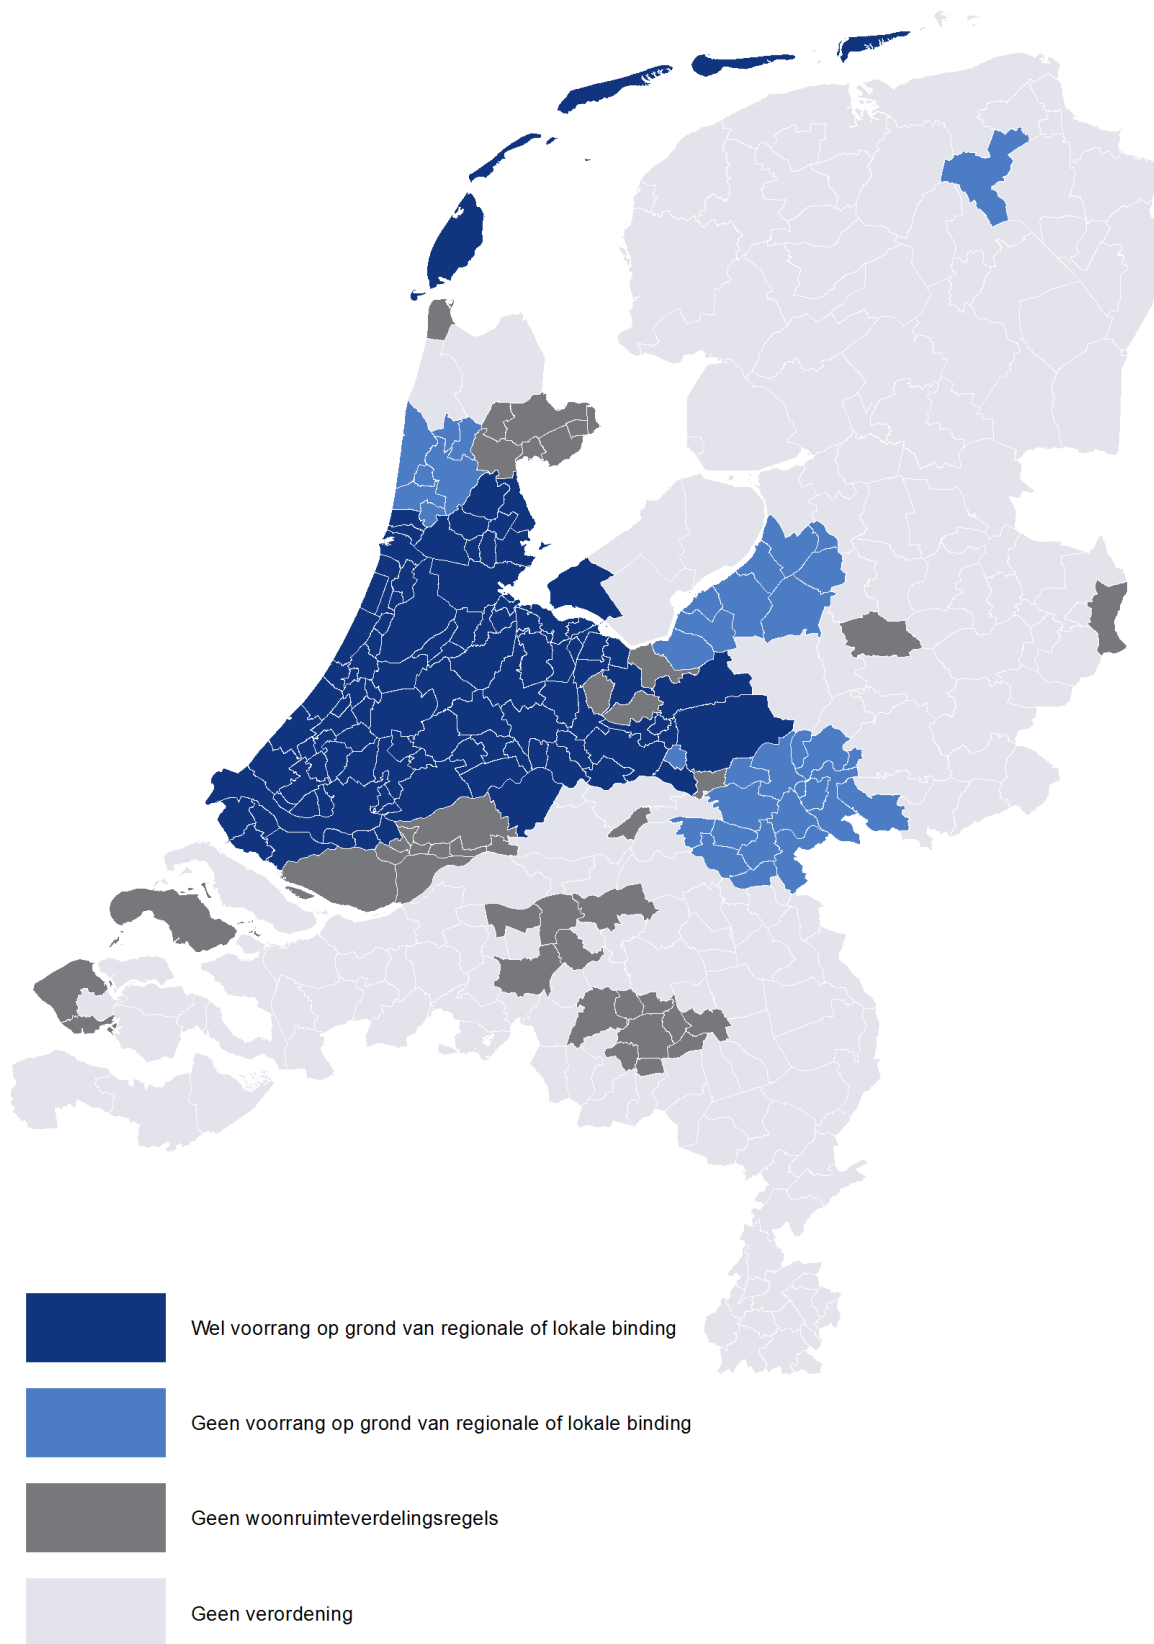 Wel voorrang op grond van regionale of lokale binding
Geen voorrang op grond van regionale of lokale binding
Geen woonruimteverdelingsregels
Geen verordening